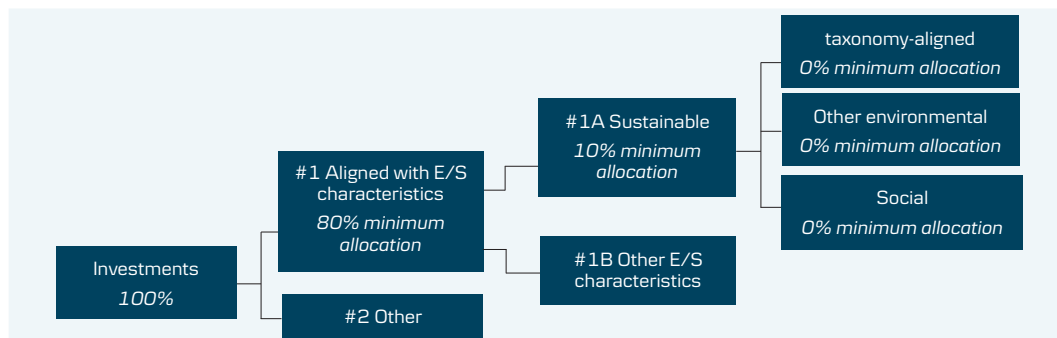 Investments
100%
#1 Aligned with E/S
characteristics
80% minimum
allocation
#2 Other
#1A Sustainable
10% minimum
allocation
#1B Other E/S
characteristics
taxonomy-aligned
0% minimum allocation
Other environmental
0% minimum allocation
Social
0% minimum allocation